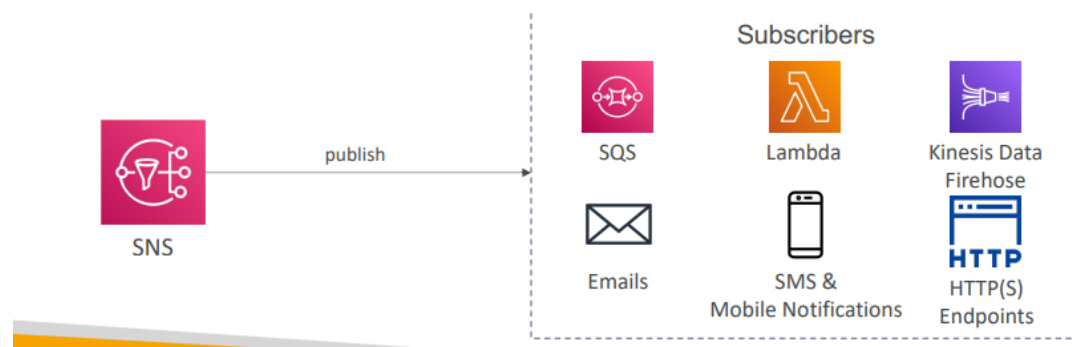 Subscribers
publish
SNS
SQS
Lambda
Kinesis Data
Firehose
Emails
SMS &
Mobile Notifications
HTTP
HTTP(S)
Endpoints